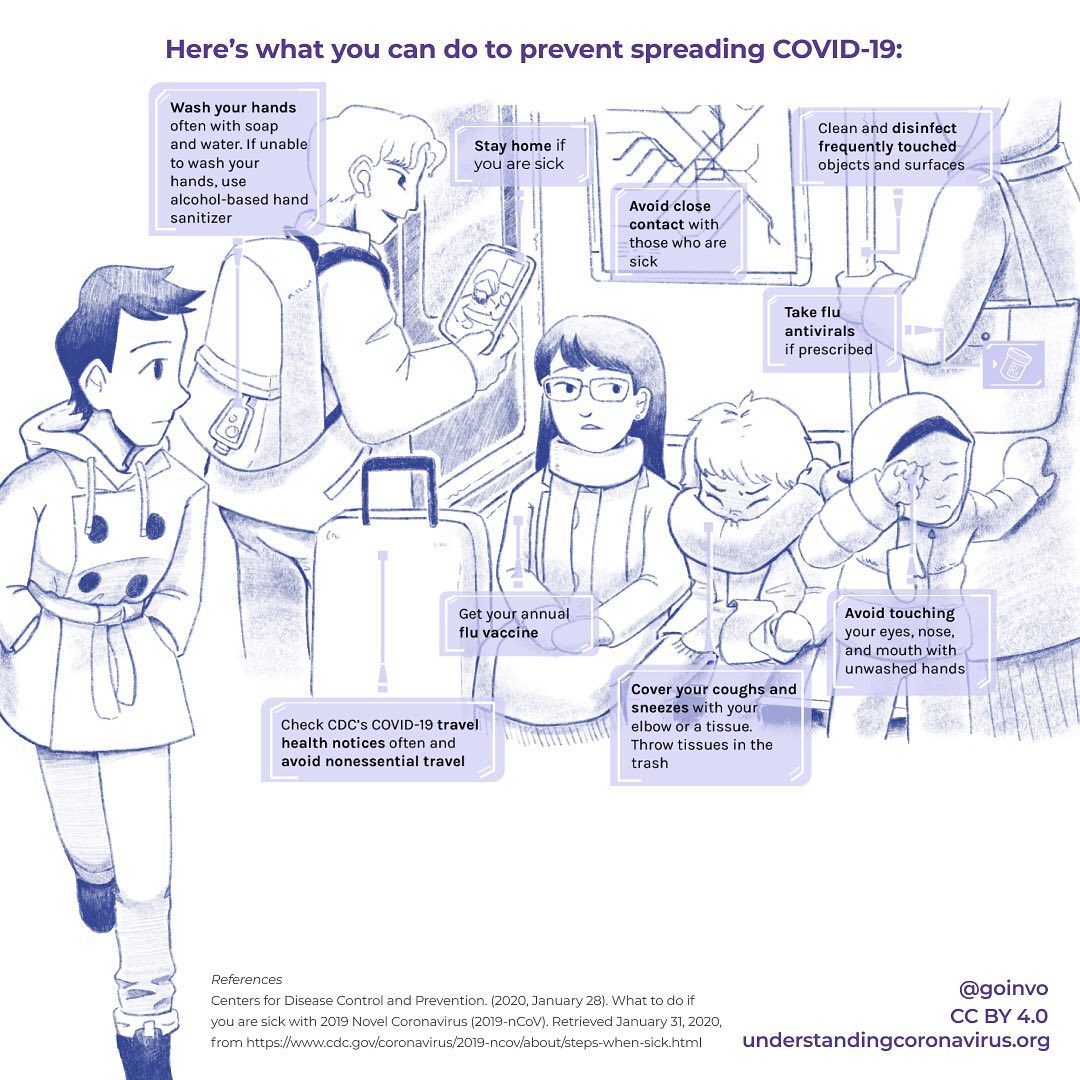 Here's what you can do to prevent spreading COVID-19:
Wash your hands
often with soap
and water. If unable
to wash your
hands, use
alcohol-based hand
sanitizer
Stay home if
you are sick
Avoid close
contact with
those who are
sick
Clean and disinfect
frequently touched
objects and surfaces
Take flu
antivirals
if prescribed
Get your annual
flu vaccine
Avoid touching
your eyes, nose,
and mouth with
unwashed hands
Cover your coughs and
sneezes with your
elbow or a tissue.
Throw tissues in the
trash
Check CDC's COVID-19 travel
health notices often and
avoid nonessential travel
References
Centers for Disease Control and Prevention. (2020, January 28). What to do if
you are sick with 2019 Novel Coronavirus (2019-nCoV). Retrieved January 31, 2020,
from https://www.cdc.gov/coronavirus/2019-ncov/about/steps-when-sick.html
@goinvo
CC BY 4.0
understandingcoronavirus.org